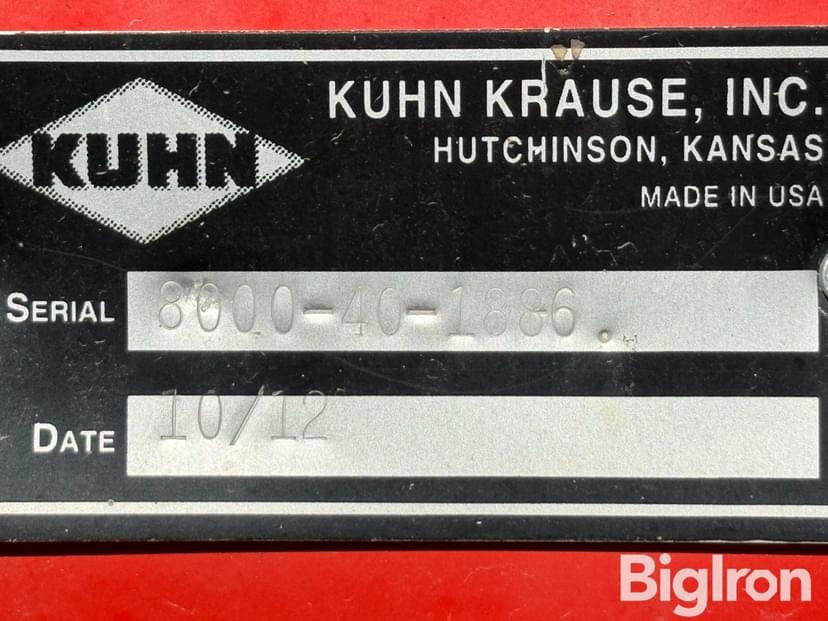 KUHN
KUHN KRAUSE, INC.
HUTCHINSON, KANSAS
MADE IN USA
SERIAL 8000-40-1886.
DATE 10/12
BigIron